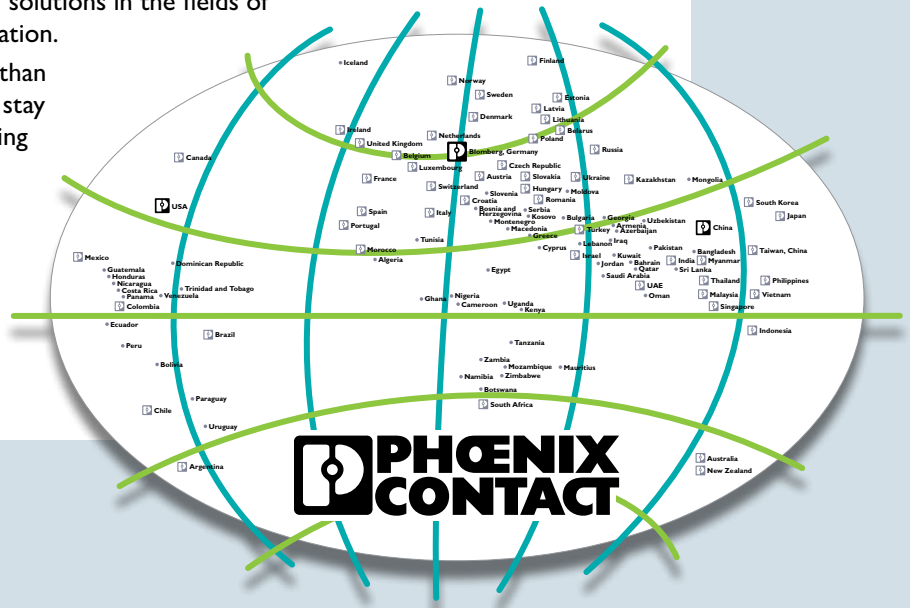 solutions in the fields of
ation.
than
stay
ing
Iceland
Finland
Norway
Sweden
Estonia
Latvia
Denmark
Lithuania
Ireland
Belarus
Netherlands
Poland
United Kingdom
Blomberg, Germany
Russia
Belgium
Canada
Luxembourg
Czech Republic
France
Austria
Slovakia
Ukraine
Kazakhstan
Mongolia
Switzerland
Hungary
Moldova
Slovenia
Croatia
Romania
USA
South Korea
Spain
Italy
Bosnia and
Herzegovina
Serbia
Kosovo
Bulgaria
Georgia
Uzbekistan
Japan
Portugal
Montenegro
Armenia
Macedonia
Turkey
Azerbaijan
China
Greece
Tunisia
Lebanon
Iraq
Morocco
Cyprus
Pakistan
Bangladesh
Taiwan, China
Mexico
Algeria
Israel
Kuwait
India
Myanmar
Dominican Republic
Jordan
Bahrain
Guatemala
Egypt
Qatar
Sri Lanka
Honduras
Saudi Arabia
Nicaragua
UAE
Thailand
Philippines
Costa Rica
Trinidad and Tobago
Panama
Venezuela
Ghana
Nigeria
Oman
Malaysia
Vietnam
Colombia
Cameroon
Uganda
Singapore
Kenya
Ecuador
Brazil
Indonesia
Peru
Tanzania
Bolivia
Zambia
Mozambique
Mauritius
Namibia
Zimbabwe
Botswana
Paraguay
South Africa
Chile
Uruguay
Argentina
Australia
New Zealand
PHŒNIX
CONTACT